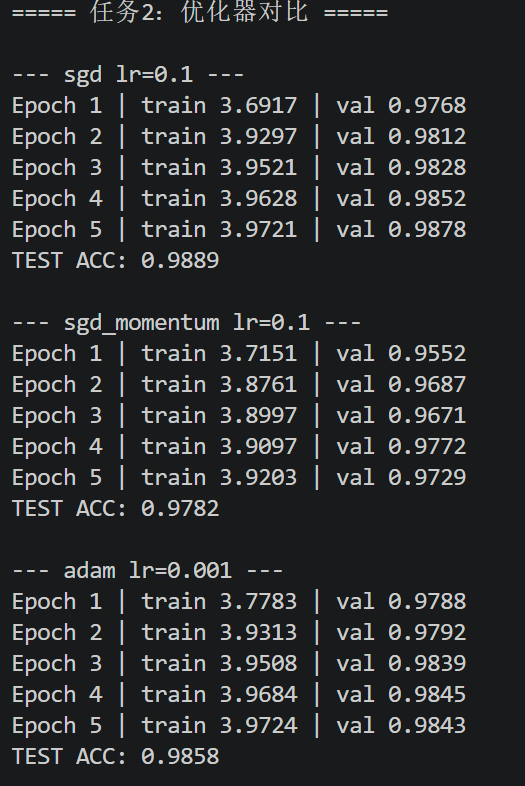 ===== 任务2: 优化器对比 =====
--- sgd lr=0.1 ---
Epoch 1 | train 3.6917 | val 0.9768
Epoch 2 | train 3.9297 | val 0.9812
Epoch 3 | train 3.9521 | val 0.9828
Epoch 4 | train 3.9628 | val 0.9852
Epoch 5 | train 3.9721 | val 0.9878
TEST ACC: 0.9889
--- sgd_momentum lr=0.1 ---
Epoch 1 | train 3.7151 | val 0.9552
Epoch 2 | train 3.8761 | val 0.9687
Epoch 3 | train 3.8997 | val 0.9671
Epoch 4 | train 3.9097 | val 0.9772
Epoch 5 | train 3.9203 | val 0.9729
TEST ACC: 0.9782
--- adam lr=0.001 ---
Epoch 1 | train 3.7783 | val 0.9788
Epoch 2 | train 3.9313 | val 0.9792
Epoch 3 | train 3.9508 | val 0.9839
Epoch 4 | train 3.9684 | val 0.9845
Epoch 5 | train 3.9724 | val 0.9843
TEST ACC: 0.9858